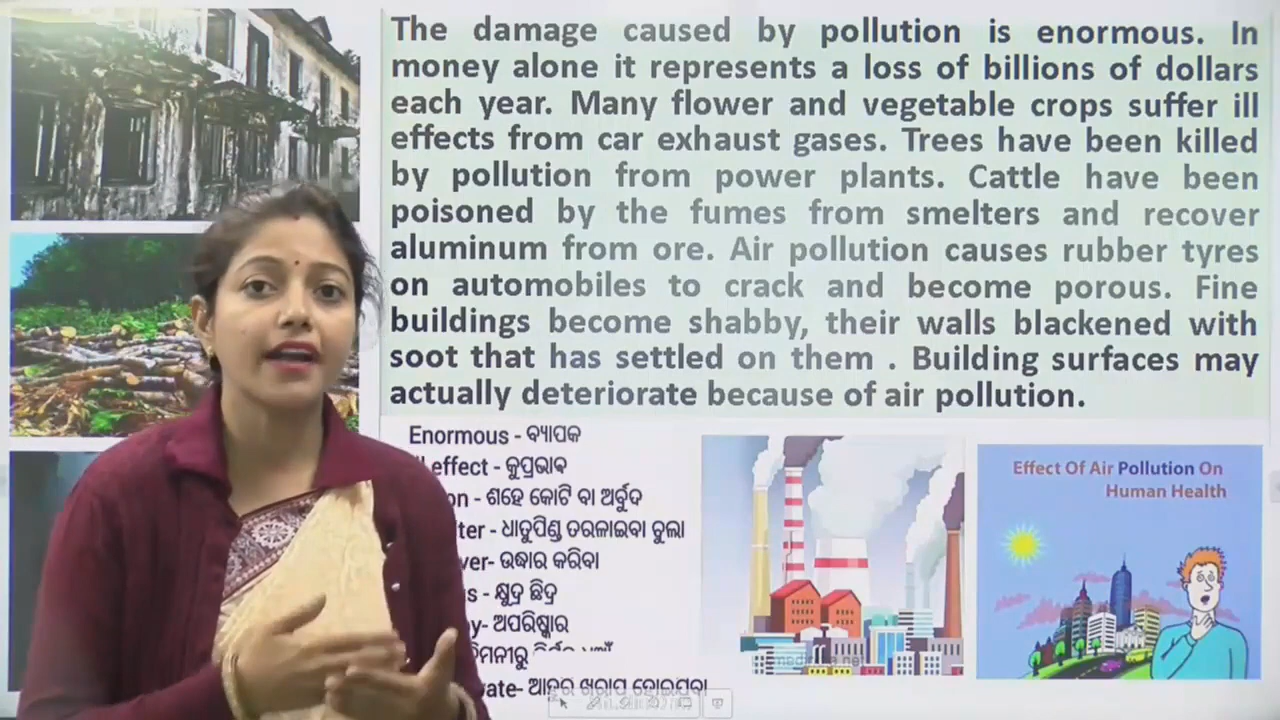 The damage caused by pollution is enormous. In
money alone it represents a loss of billions of dollars
each year. Many flower and vegetable crops suffer ill
effects from car exhaust gases. Trees have been killed
by pollution from power plants. Cattle have been
poisoned by the fumes from smelters and recover
aluminum from ore. Air pollution causes rubber tyres
on automobiles to crack and become porous. Fine
buildings become shabby, their walls blackened with
soot that has settled on them . Building surfaces may
actually deteriorate because of air pollution.
Enormous - ବ୍ୟାପକ
effect - କୁପ୍ରଭାବ
- ଶହେ କୋଟି ବା ଅର୍ବୁଦ
- ଧାତୁପିଣ୍ଡ ତରଳାଇବା ଚୁଲା
- ଉଦ୍ଧାର କରିବା
- କ୍ଷୁଦ୍ର ଛିଦ୍ର
- ଅପରିଷ୍କାର
Effect Of Air Pollution On
Human Health